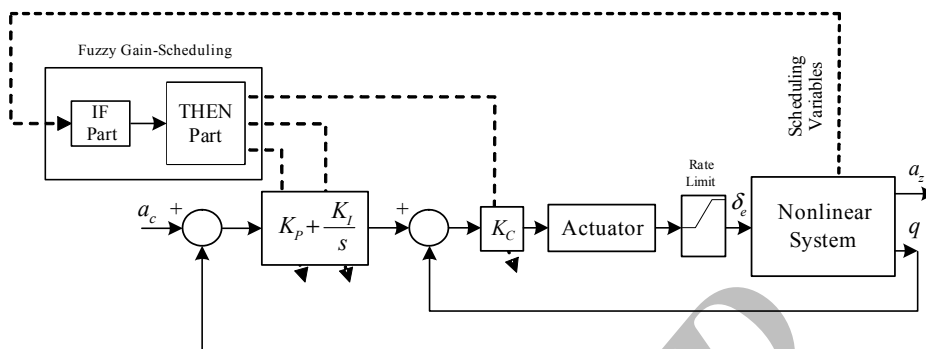 Fuzzy Gain-Scheduling
IF
Part
THEN
Part
Scheduling
Variables
Rate
Limit
a_c
+
K_P + K_I / s
+
K_C
Actuator
δ_e
Nonlinear
System
a_z
q